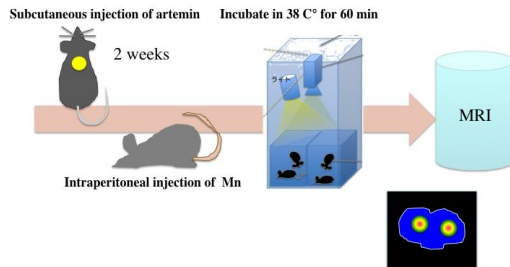 Subcutaneous injection of artemin
Incubate in 38 C° for 60 min
2 weeks
ライト
MRI
Intraperitoneal injection of Mn